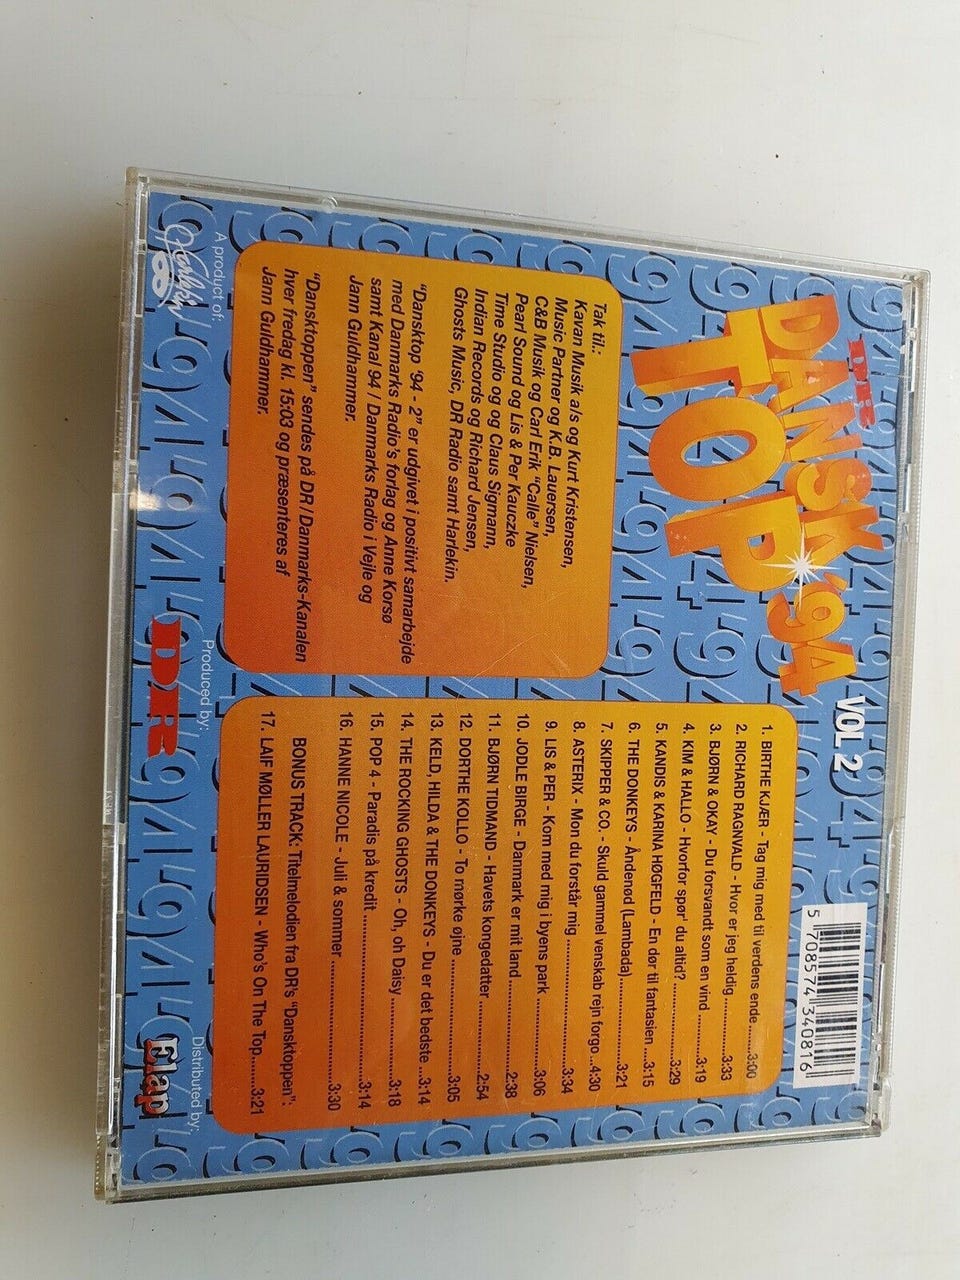 DR
DANSK
TOP '94
VOL 2
5 708574 340816
Tak til.:
Kavan Musik a/s og Kurt Kristensen,
Music Partner og K.B. Lauersen,
C&B Musik og Carl Erik "Calle" Nielsen,
Pearl Sound og Lis & Per Kauczke
Time Studio og og Claus Sigmann,
Indian Records og Richard Jensen,
Ghosts Music, DR Radio samt Harlekin.
"Dansktop '94 - 2" er udgivet i positivt samarbejde
med Danmarks Radio's forlag og Anne Korsø
samt Kanal 94 / Danmarks Radio i Vejle og
Jann Guldhammer.
"Dansktoppen" sendes på DR / Danmarks-Kanalen
hver fredag kl. 15:03 og præsenteres af
Jann Guldhammer.
1. BIRTHE KJÆR - Tag mig med til verdens ende ........3:00
2. RICHARD RAGNVALD - Hvor er jeg heldig ........3:33
3. BJØRN & OKAY - Du forsvandt som en vind ........3:19
4. KIM & HALLO - Hvorfor spør' du altid? ........3:29
5. KANDIS & KARINA HØGFELD - En dør til fantasien ...3:15
6. THE DONKEYS - Åndenød (Lambada) ........3:21
7. SKIPPER & CO. - Skuld gammel venskab rejn forgo .4:30
8. ASTERIX - Mon du forstår mig ........3:34
9. LIS & PER - Kom med mig i byens park ........3:06
10. JODLE BIRGE - Danmark er mit land ........2:38
11. BJØRN TIDMAND - Havets kongedatter ........2:54
12. DORTHE KOLLO - To mørke øjne ........3:05
13. KELD, HILDA & THE DONKEYS - Du er det bedste ...3:14
14. THE ROCKING GHOSTS - Oh, oh Daisy ........3:18
15. POP 4 - Paradis på kredit ........3:14
16. HANNE NICOLE - Juli & sommer ........3:30
BONUS TRACK: Titelmelodien fra DR's "Dansktoppen":
17. LAIF MØLLER LAURIDSEN - Who's On The Top ........3:21
A product of:
Harlekin
Produced by:
DR
Distributed by:
Elap